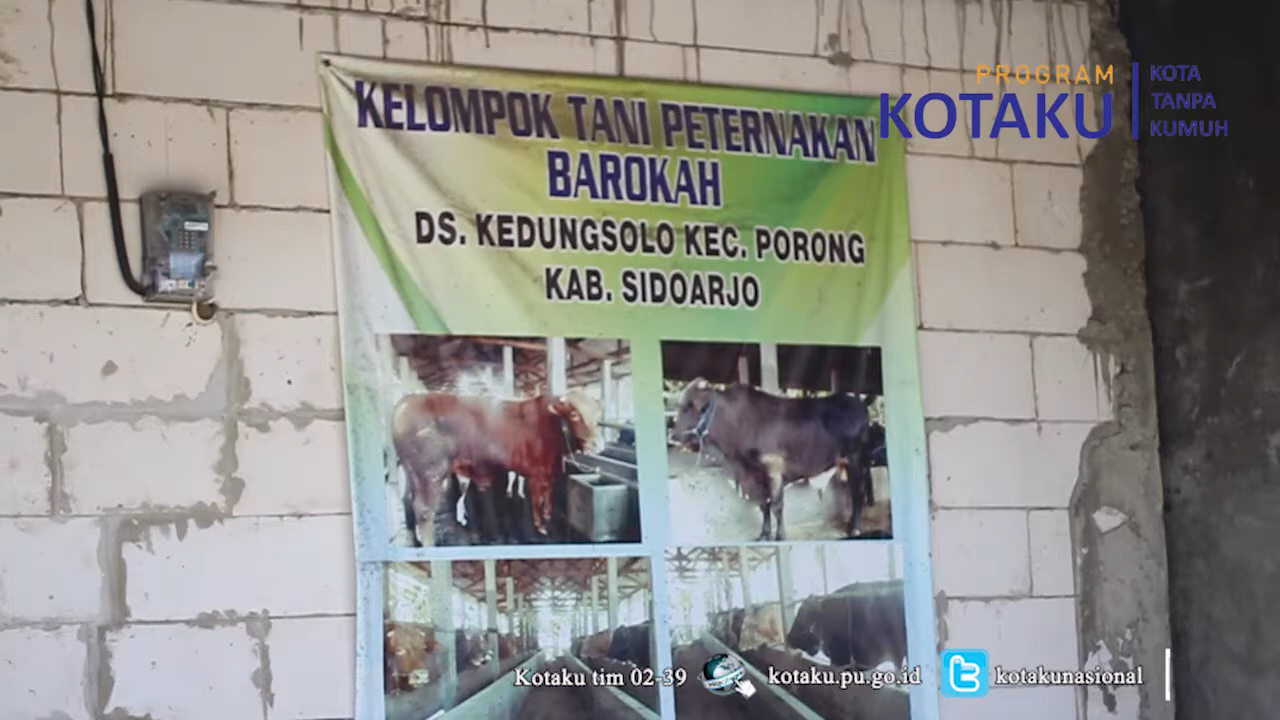 PROGRAM
KOTAKU
KOTA
TANPA
KUMUH
KELOMPOK TANI PETERNAKAN
BAROKAH
DS. KEDUNGSOLO KEC. PORONG
KAB. SIDOARJO
Kotaku tim 02-39
kotaku.pu.go.id
kotakunasional